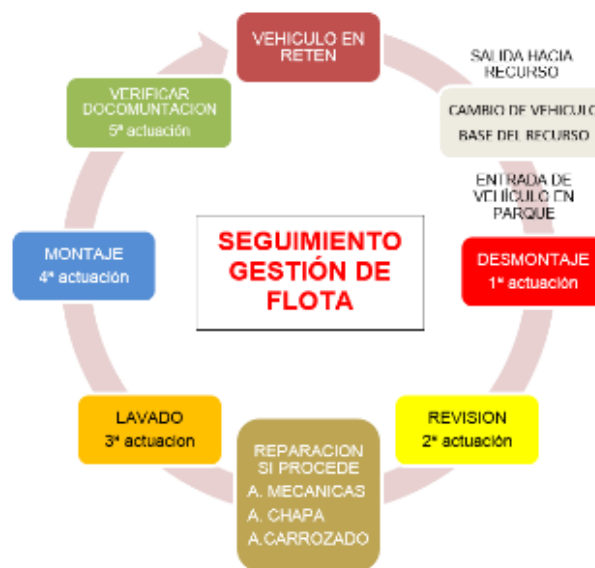 VEHICULO EN
RETEN
SALIDA HACIA
RECURSO
CAMBIO DE VEHICULO
BASE DEL RECURSO
ENTRADA DE
VEHÍCULO EN
PARQUE
DESMONTAJE
1ª actuación
REVISION
2ª actuación
REPARACION
SI PROCEDE
A. MECANICAS
A. CHAPA
A.CARROZADO
LAVADO
3ª actuacion
MONTAJE
4ª actuación
VERIFICAR
DOCOMUNTACION
5ª actuación
SEGUIMIENTO
GESTIÓN DE
FLOTA